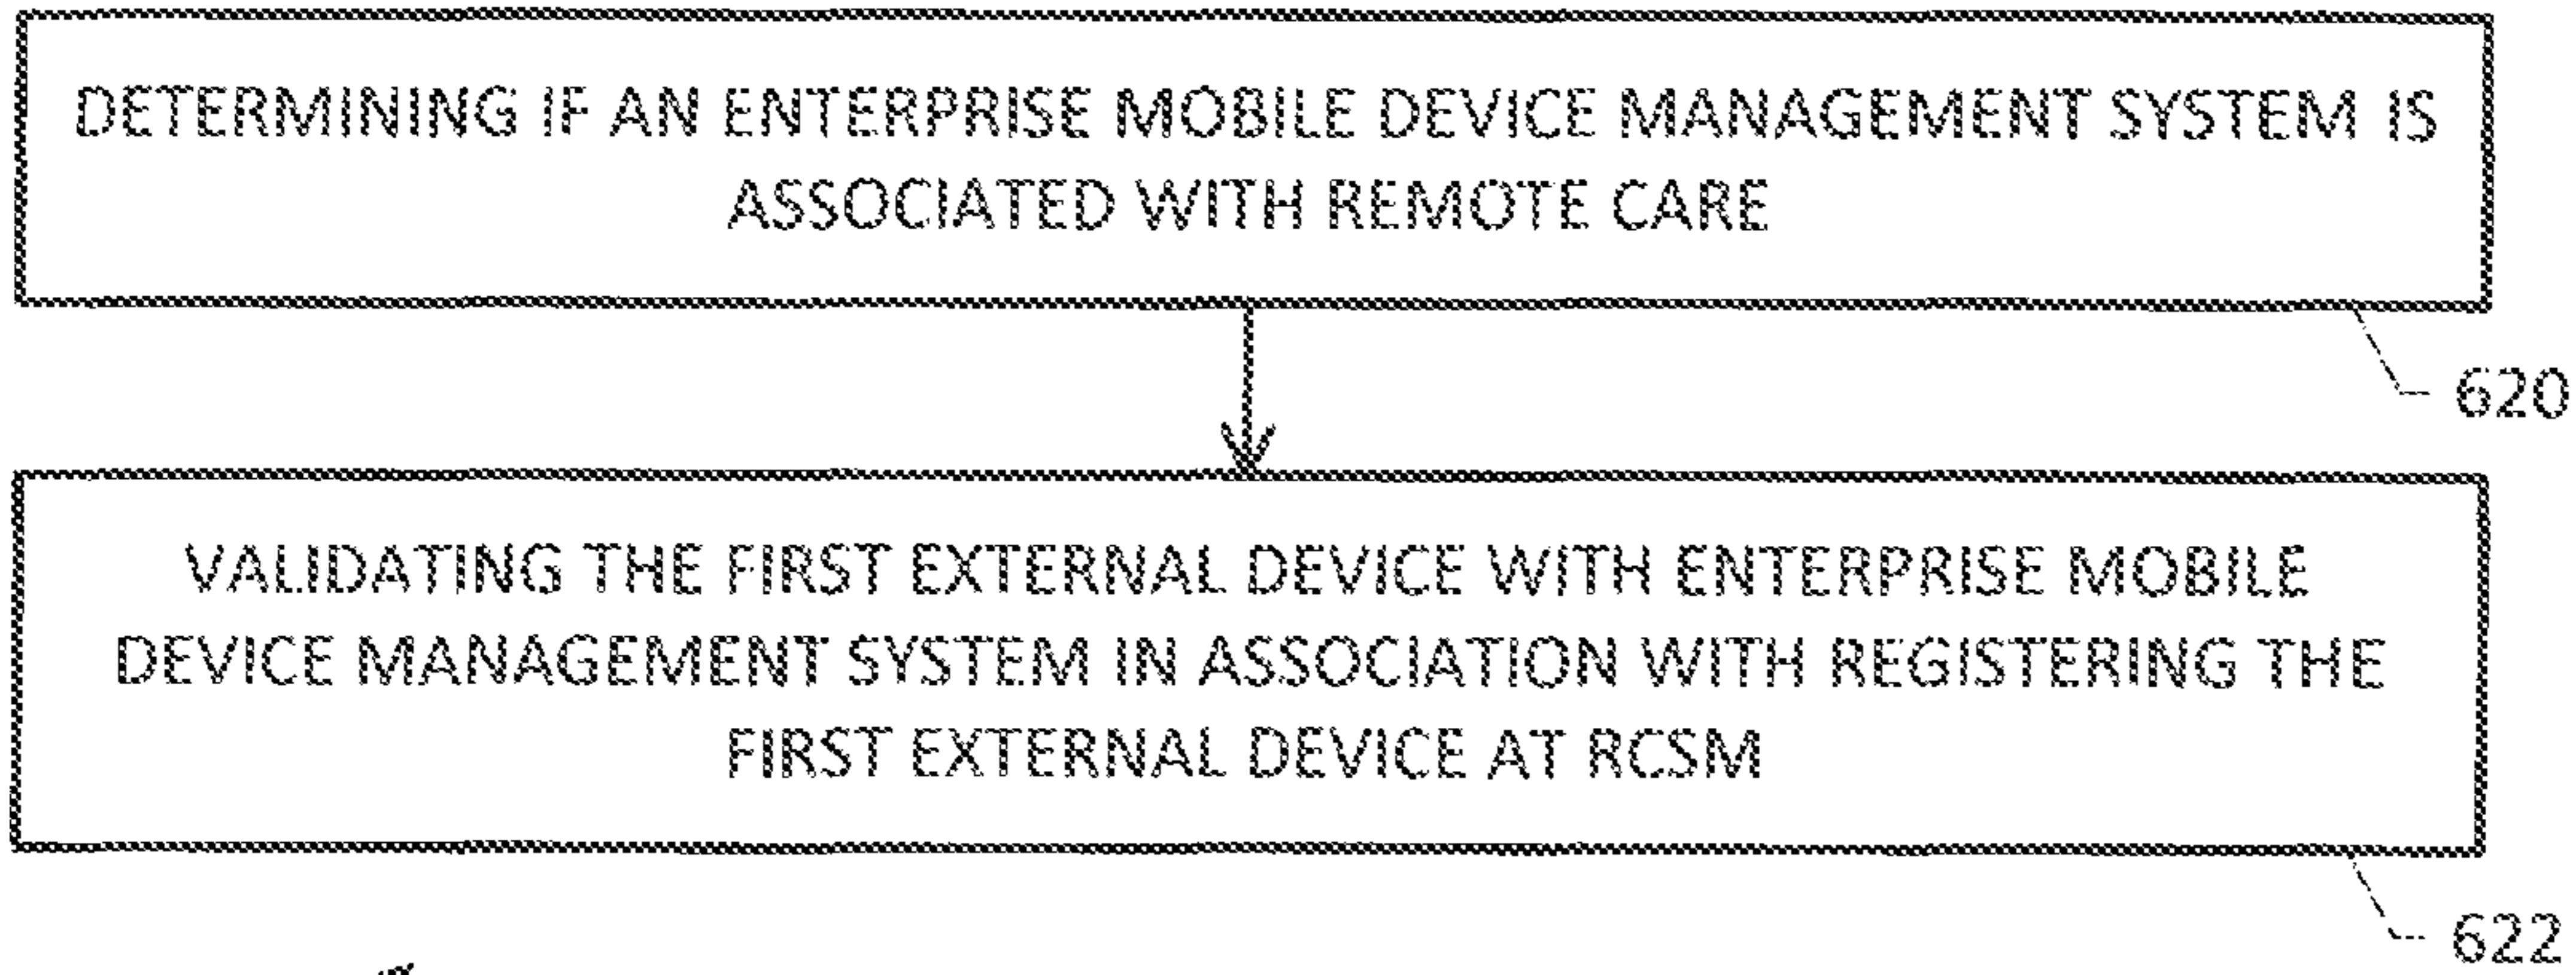 DETERMINING IF AN ENTERPRISE MOBILE DEVICE MANAGEMENT SYSTEM IS
ASSOCIATED WITH REMOTE CARE
620
VALIDATING THE FIRST EXTERNAL DEVICE WITH ENTERPRISE MOBILE
DEVICE MANAGEMENT SYSTEM IN ASSOCIATION WITH REGISTERING THE
FIRST EXTERNAL DEVICE AT RCSM
622